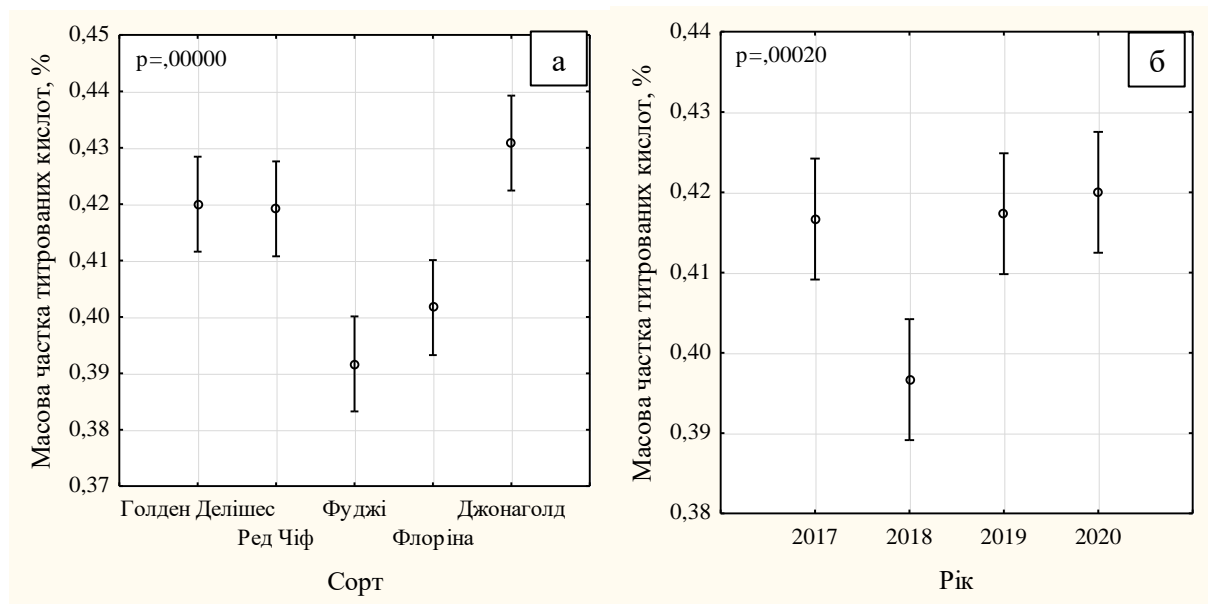 p=,00000
а
Масова частка титрованих кислот, %
0,45
0,44
0,43
0,42
0,41
0,40
0,39
0,38
0,37
Голден Делішес
Фуджі
Джонаголд
Ред Чіф
Флоріна
Сорт
p=,00020
б
Масова частка титрованих кислот, %
0,44
0,43
0,42
0,41
0,40
0,39
0,38
2017
2018
2019
2020
Рік